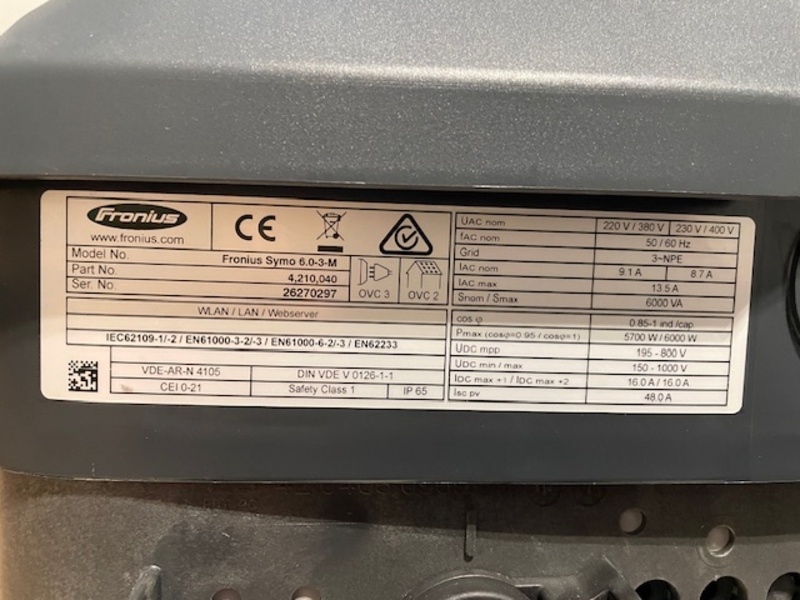 Fronius
www.fronius.com
CE
Model No. Fronius Symo 6.0-3-M
Part No. 4,210,040
Ser. No. 26270297
OVC 3 OVC 2
WLAN / LAN / Webserver
IEC62109-1/-2 / EN61000-3-2/-3 / EN61000-6-2/-3 / EN62233
VDE-AR-N 4105 DIN VDE V 0126-1-1
CEI 0-21 Safety Class 1 IP 65
UAC nom 220 V / 380 V 230 V / 400 V
fAC nom 50 / 60 Hz
Grid 3~NPE
IAC nom 9.1 A 8.7 A
IAC max 13.5 A
Snom / Smax 6000 VA
cos φ 0.85-1 ind./cap
Pmax (cosφ=0.95 / cosφ=1) 5700 W / 6000 W
UDC mpp 195 - 800 V
UDC min / max 150 - 1000 V
IDC max +1 / IDC max +2 16.0 A / 16.0 A
Isc pv 48.0 A